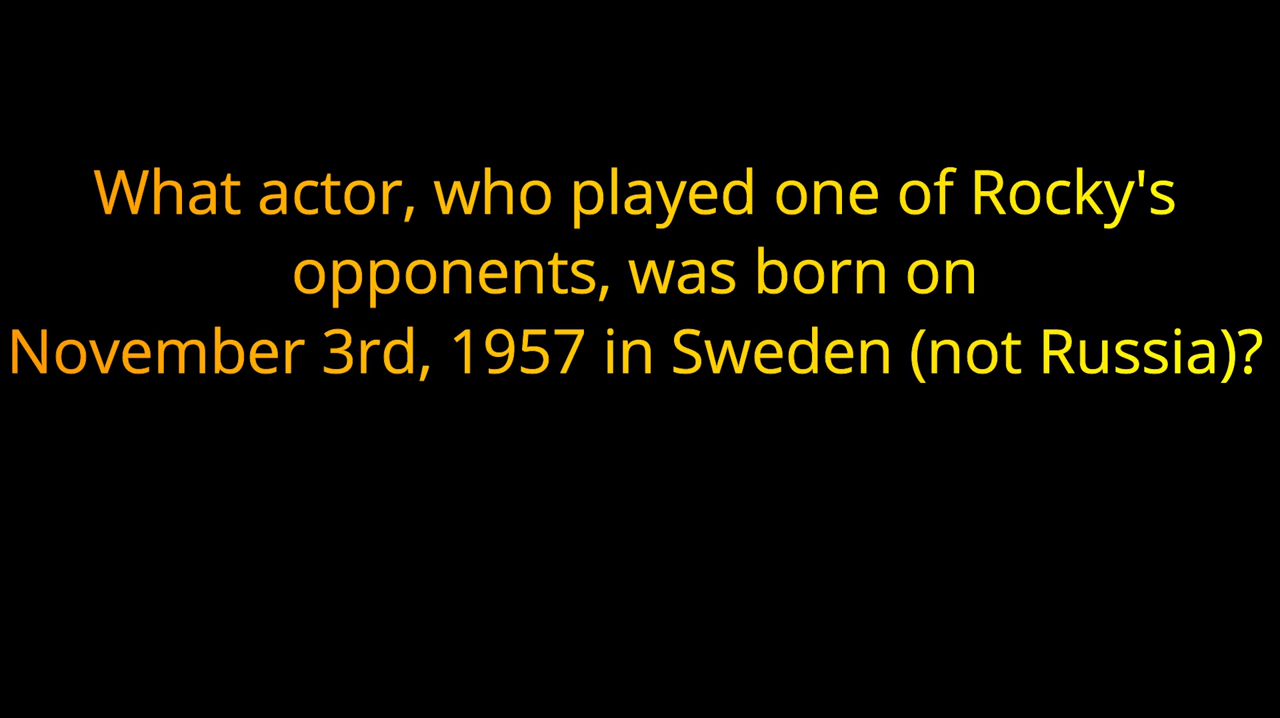 What actor, who played one of Rocky's
opponents, was born on
November 3rd, 1957 in Sweden (not Russia)?